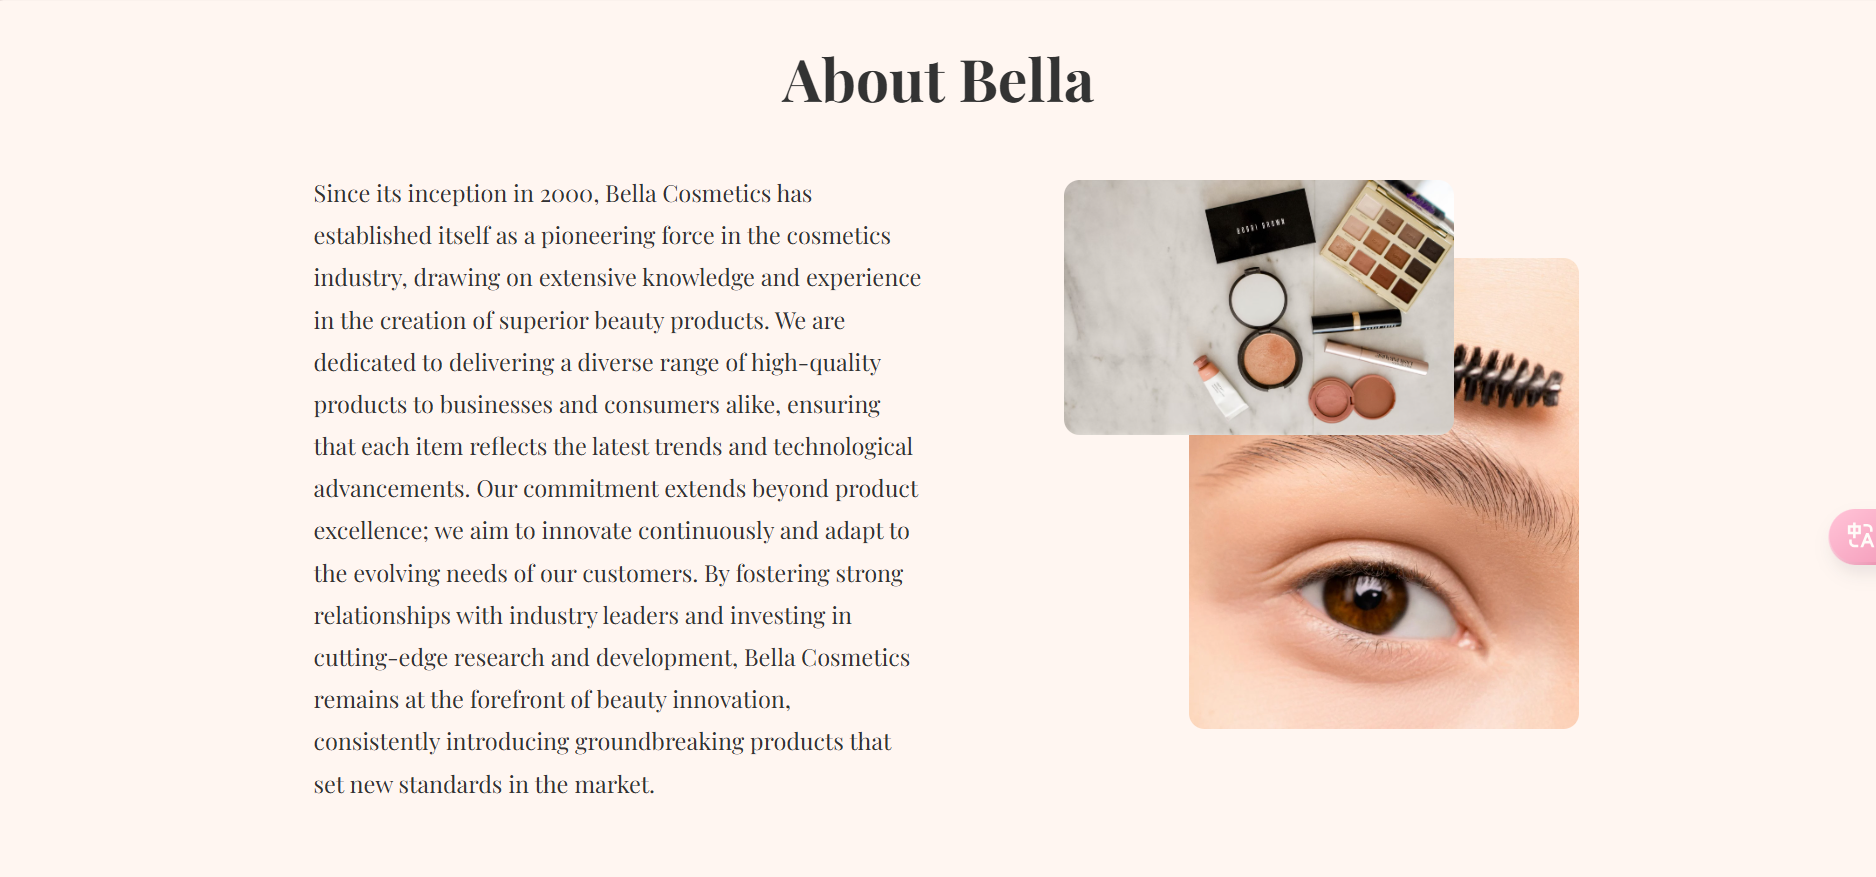 About Bella
Since its inception in 2000, Bella Cosmetics has
established itself as a pioneering force in the cosmetics
industry, drawing on extensive knowledge and experience
in the creation of superior beauty products. We are
dedicated to delivering a diverse range of high-quality
products to businesses and consumers alike, ensuring
that each item reflects the latest trends and technological
advancements. Our commitment extends beyond product
excellence; we aim to innovate continuously and adapt to
the evolving needs of our customers. By fostering strong
relationships with industry leaders and investing in
cutting-edge research and development, Bella Cosmetics
remains at the forefront of beauty innovation,
consistently introducing groundbreaking products that
set new standards in the market.
BOBBI BROWN
中
A